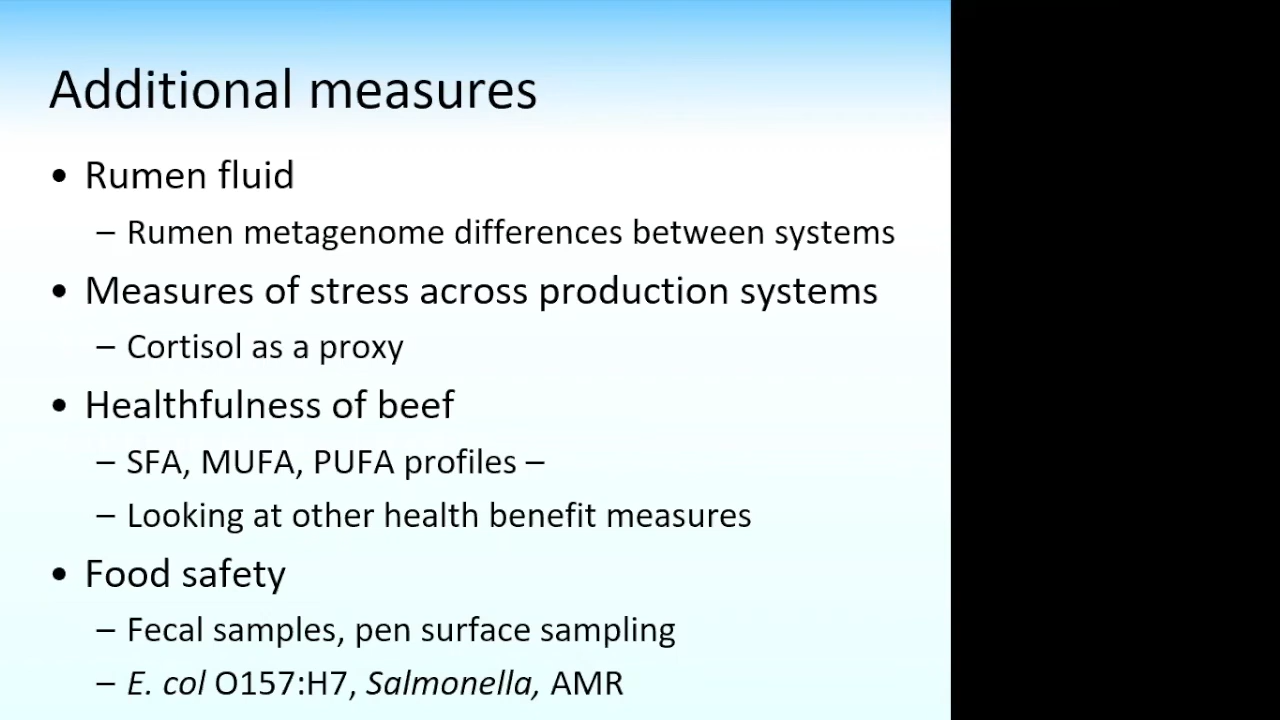 Additional measures
• Rumen fluid
– Rumen metagenome differences between systems
• Measures of stress across production systems
– Cortisol as a proxy
• Healthfulness of beef
– SFA, MUFA, PUFA profiles –
– Looking at other health benefit measures
• Food safety
– Fecal samples, pen surface sampling
– E. col O157:H7, Salmonella, AMR